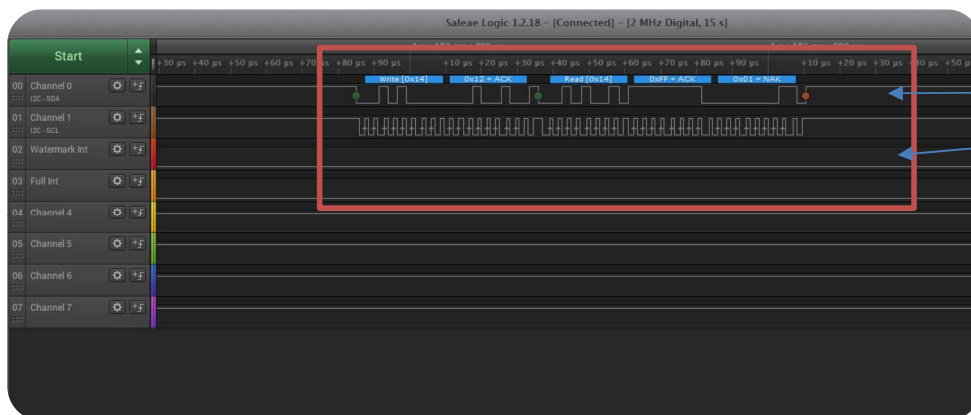 Saleae Logic 1.2.18 - [Connected] - [2 MHz Digital, 15 s]
Start
+30 µs +40 µs +50 µs +60 µs +70 µs +80 µs +90 µs +10 µs +20 µs +30 µs +40 µs +50 µs +60 µs +70 µs +80 µs +90 µs +10 µs +20 µs +30 µs
00 Channel 0
I2C - SDA
Write [0x14] 0x12 + ACK Read [0x14] 0xFF + ACK 0x01 + NAK
01 Channel 1
I2C - SCL
02 Watermark Int
03 Full Int
04 Channel 4
05 Channel 5
06 Channel 6
07 Channel 7